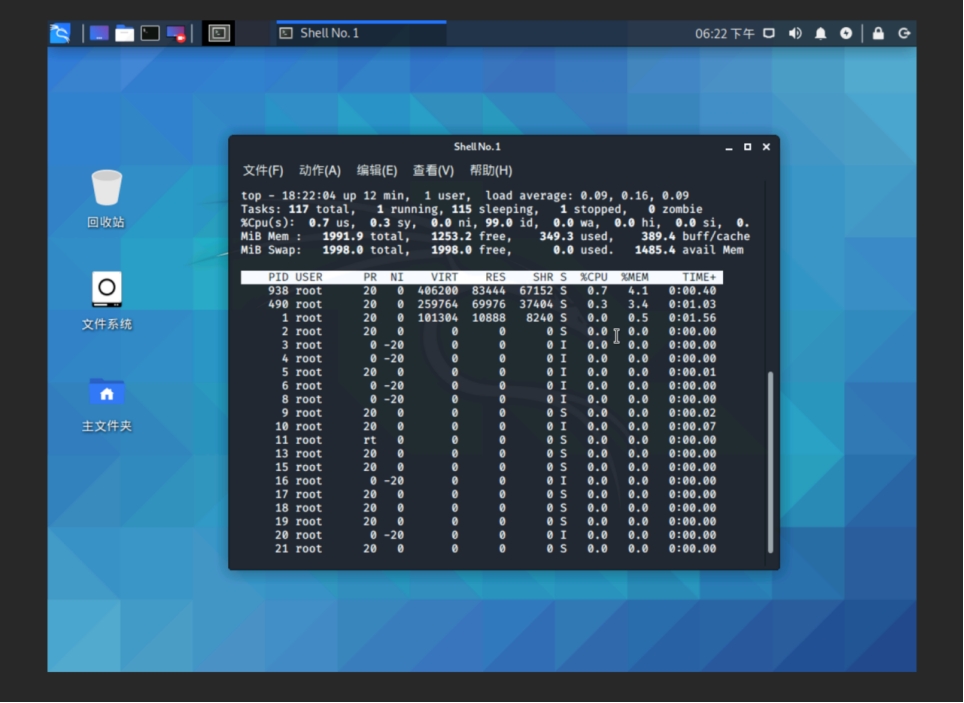 Shell No. 1
06:22 下午
回收站
文件系统
主文件夹
Shell No. 1
文件(F) 动作(A) 编辑(E) 查看(V) 帮助(H)
top - 18:22:04 up 12 min,  1 user,  load average: 0.09, 0.16, 0.09
Tasks: 117 total,   1 running, 115 sleeping,   1 stopped,   0 zombie
%Cpu(s):  0.7 us,  0.3 sy,  0.0 ni, 99.0 id,  0.0 wa,  0.0 hi,  0.0 si,  0.
MiB Mem :   1991.9 total,   1253.2 free,    349.3 used,    389.4 buff/cache
MiB Swap:   1998.0 total,   1998.0 free,      0.0 used.   1485.4 avail Mem
PID USER PR NI VIRT RES SHR S %CPU %MEM TIME+
938 root 20 0 406200 83444 67152 S 0.7 4.1 0:00.40
490 root 20 0 259764 69976 37404 S 0.3 3.4 0:01.03
1 root 20 0 101304 10888 8240 S 0.0 0.5 0:01.56
2 root 20 0 0 0 0 S 0.0 0.0 0:00.00
3 root 0 -20 0 0 0 I 0.0 0.0 0:00.00
4 root 0 -20 0 0 0 I 0.0 0.0 0:00.00
5 root 20 0 0 0 0 I 0.0 0.0 0:00.01
6 root 0 -20 0 0 0 I 0.0 0.0 0:00.00
8 root 0 -20 0 0 0 I 0.0 0.0 0:00.00
9 root 20 0 0 0 0 S 0.0 0.0 0:00.02
10 root 20 0 0 0 0 I 0.0 0.0 0:00.07
11 root rt 0 0 0 0 S 0.0 0.0 0:00.00
13 root 20 0 0 0 0 S 0.0 0.0 0:00.00
15 root 20 0 0 0 0 S 0.0 0.0 0:00.00
16 root 0 -20 0 0 0 I 0.0 0.0 0:00.00
17 root 20 0 0 0 0 S 0.0 0.0 0:00.00
18 root 20 0 0 0 0 S 0.0 0.0 0:00.00
19 root 20 0 0 0 0 S 0.0 0.0 0:00.00
20 root 0 -20 0 0 0 I 0.0 0.0 0:00.00
21 root 20 0 0 0 0 S 0.0 0.0 0:00.00